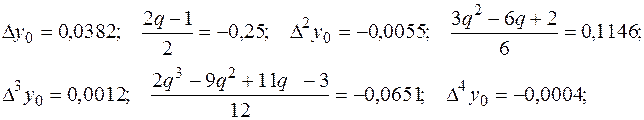 Δy₀ = 0,0382; (2q − 1)/2 = −0,25; Δ²y₀ = −0,0055; (3q² − 6q + 2)/6 = 0,1146;
Δ³y₀ = 0,0012; (2q³ − 9q² + 11q − 3)/12 = −0,0651; Δ⁴y₀ = −0,0004;